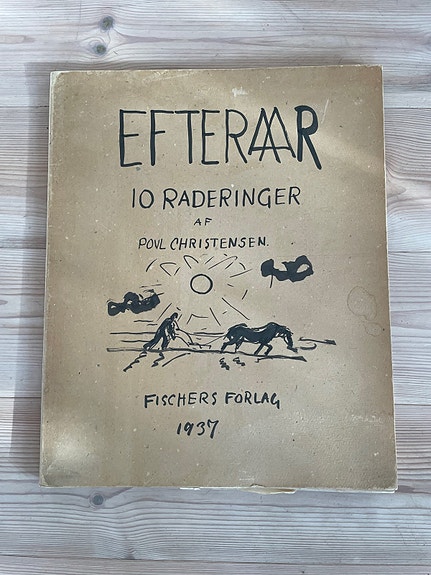 EFTERAAR
10 RADERINGER
AF
POVL CHRISTENSEN.
FISCHERS FORLAG
1937